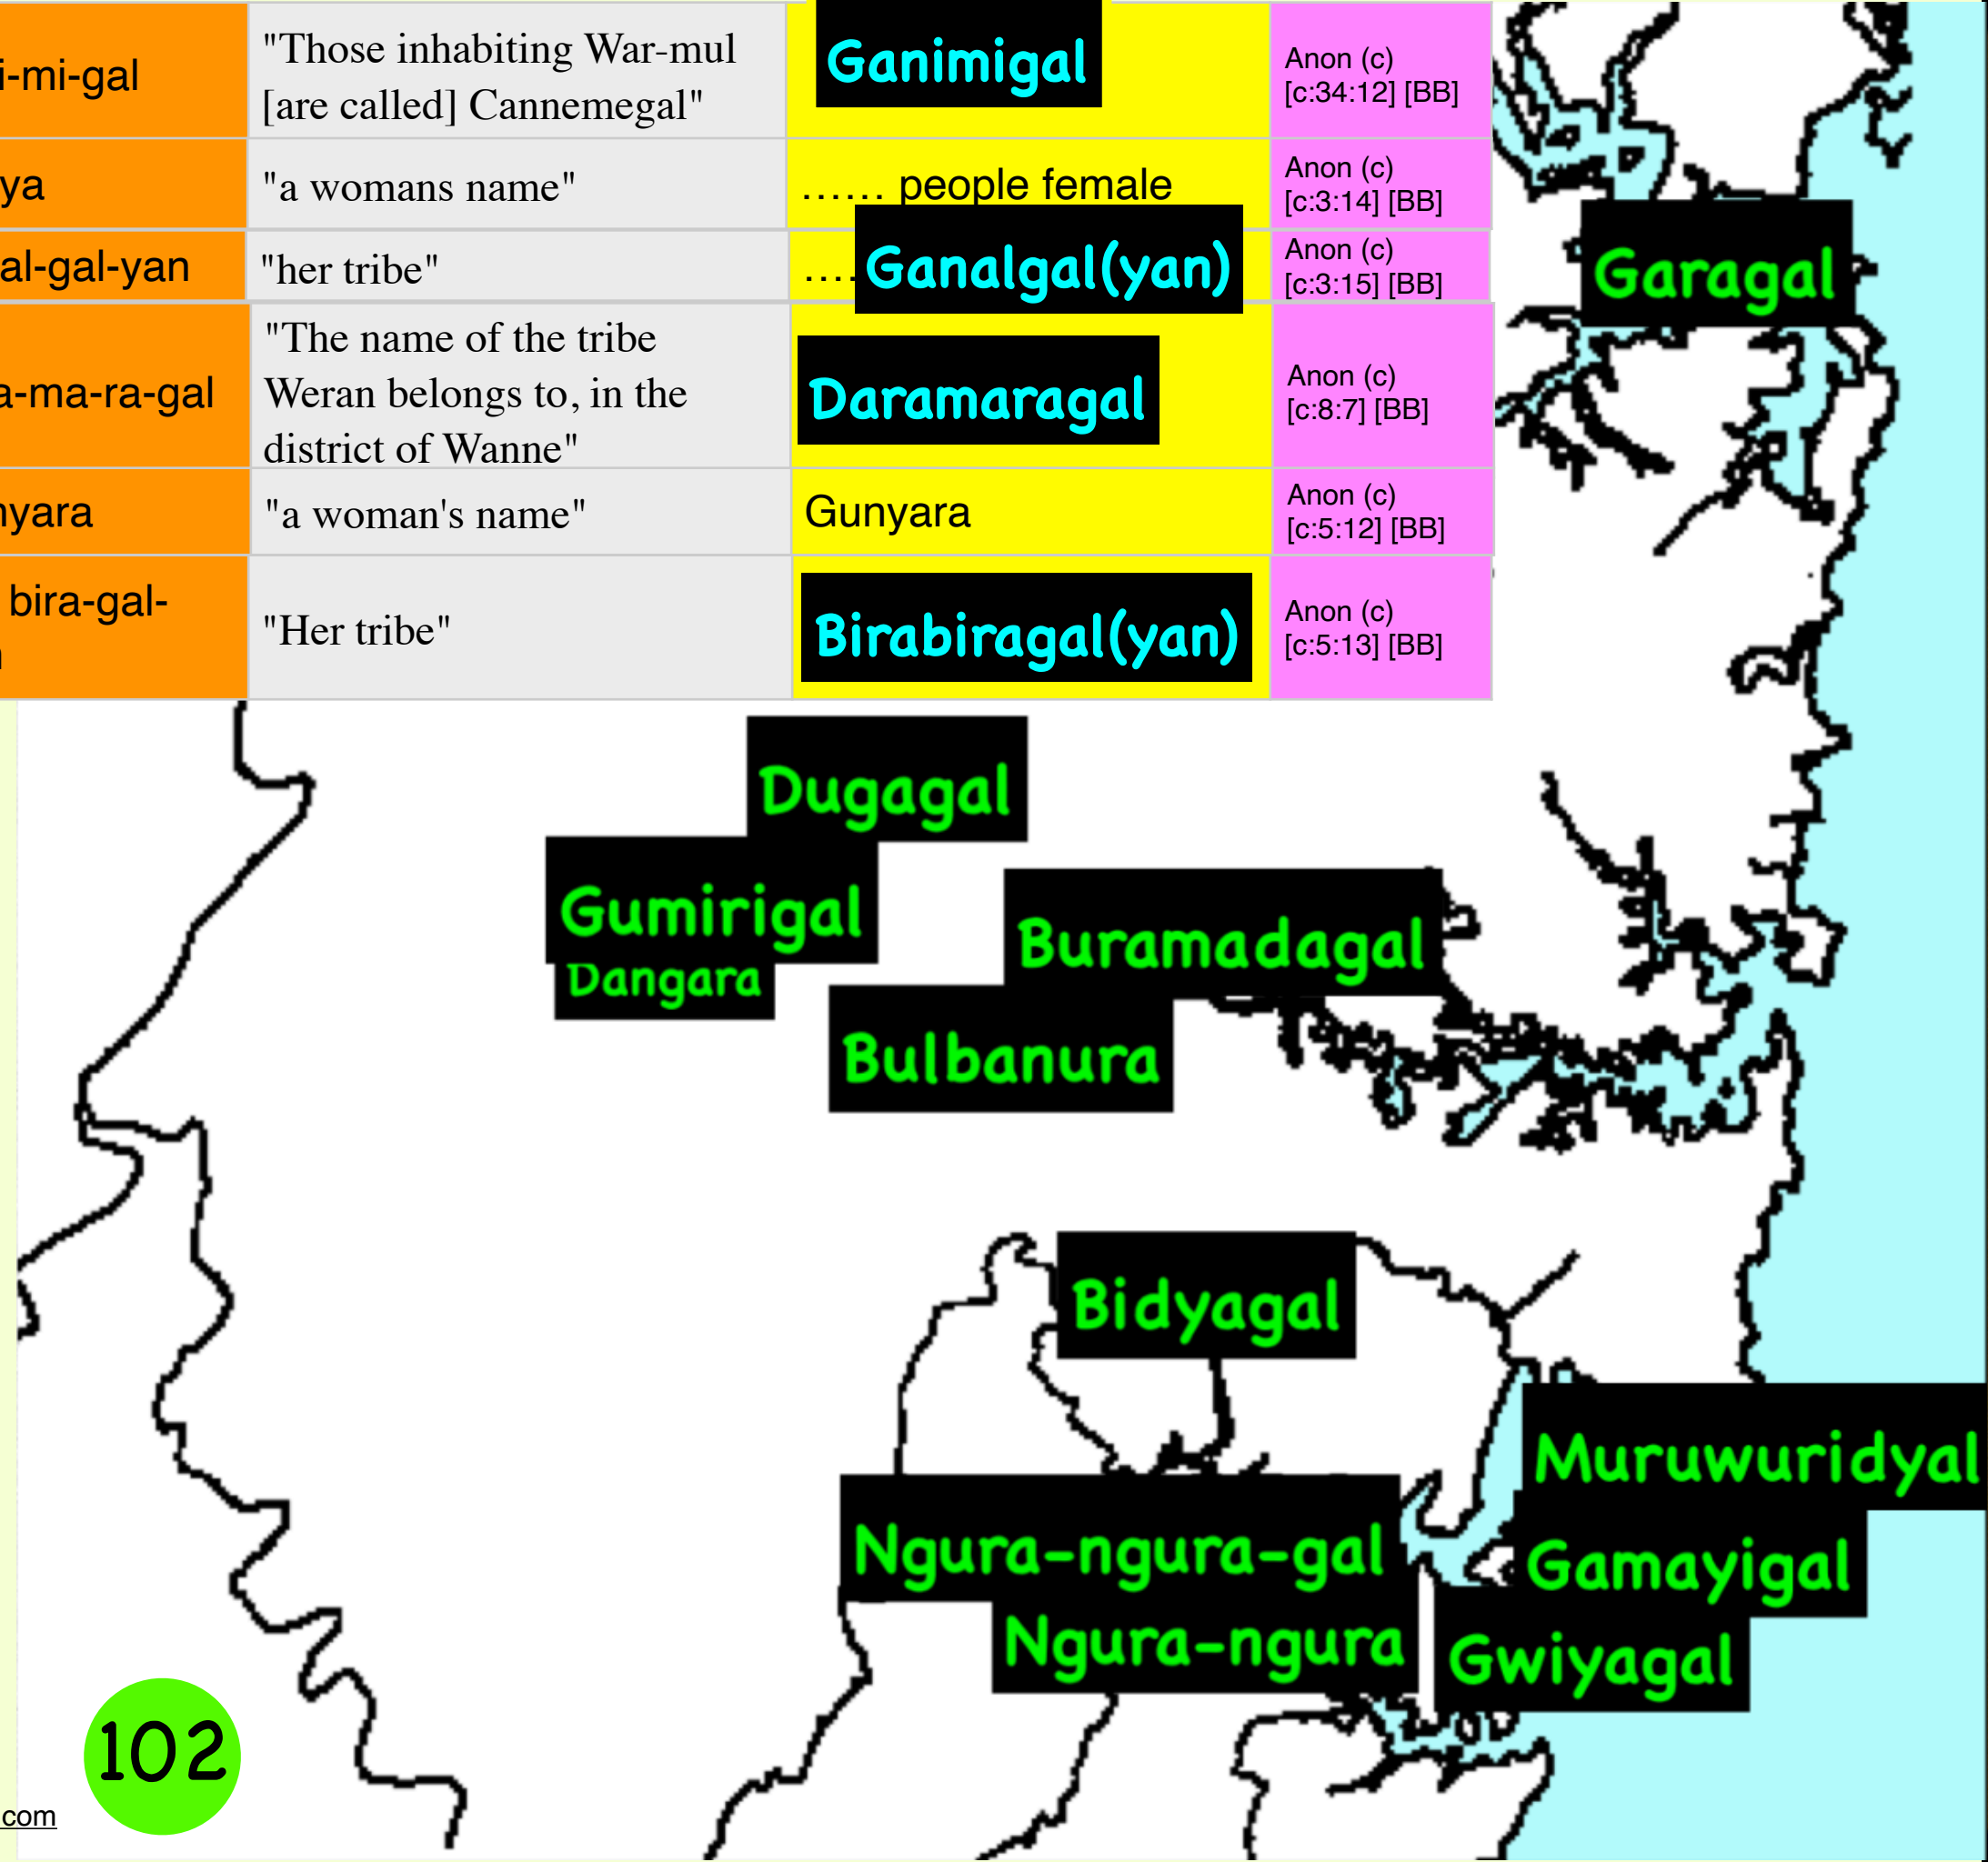 i-mi-gal
"Those inhabiting War-mul
[are called] Cannemegal"
Ganimigal
Anon (c)
[c:34:12] [BB]
ya
"a womans name"
…… people female
Anon (c)
[c:3:14] [BB]
al-gal-yan
"her tribe"
….
Ganalgal(yan)
Anon (c)
[c:3:15] [BB]
a-ma-ra-gal
"The name of the tribe
Weran belongs to, in the
district of Wanne"
Daramaragal
Anon (c)
[c:8:7] [BB]
nyara
"a woman's name"
Gunyara
Anon (c)
[c:5:12] [BB]
bira-gal-
"Her tribe"
Birabiragal(yan)
Anon (c)
[c:5:13] [BB]
Garagal
Dugagal
Gumirigal
Dangara
Buramadagal
Bulbanura
Bidyagal
Muruwuridyal
Ngura-ngura-gal
Gamayigal
Ngura-ngura
Gwiyagal
102
com